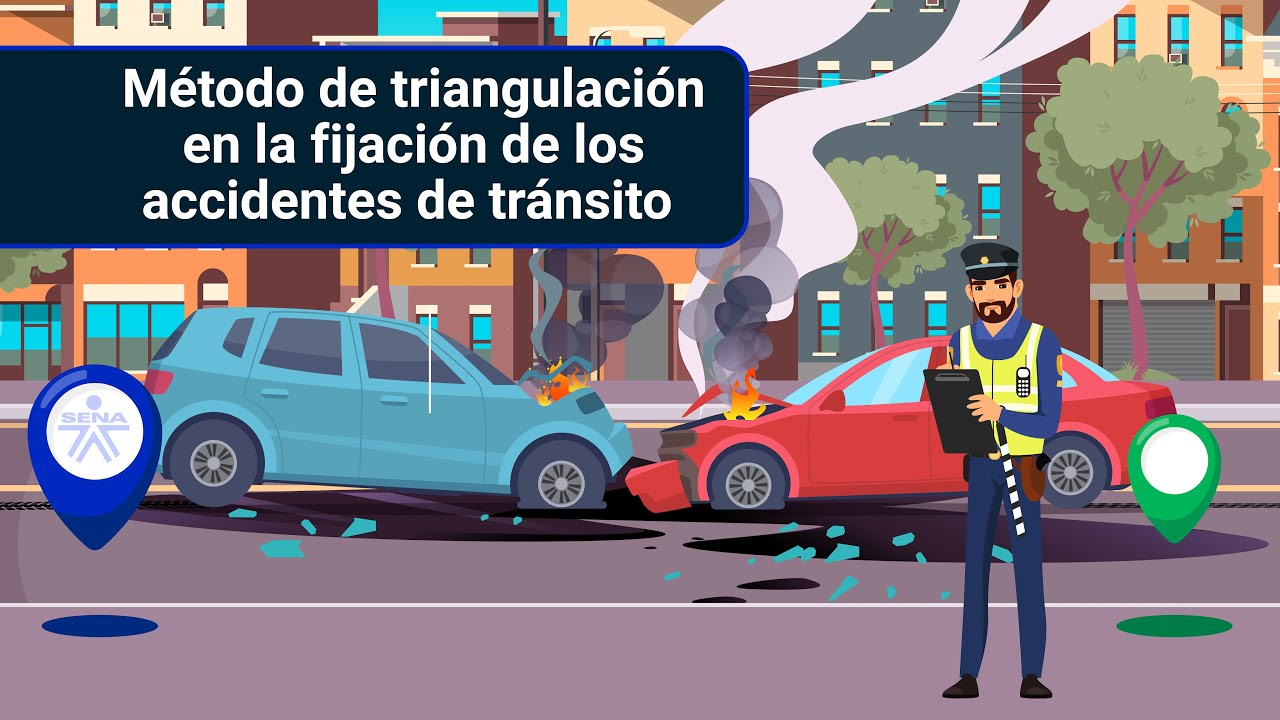 Método de triangulación
en la fijación de los
accidentes de tránsito
SENA